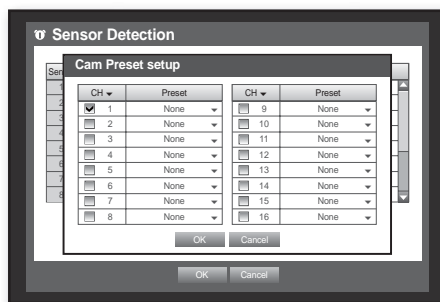 Sensor Detection
Cam Preset setup
CH Preset CH Preset
1 None 9 None
2 None 10 None
3 None 11 None
4 None 12 None
5 None 13 None
6 None 14 None
7 None 15 None
8 None 16 None
OK Cancel
OK Cancel